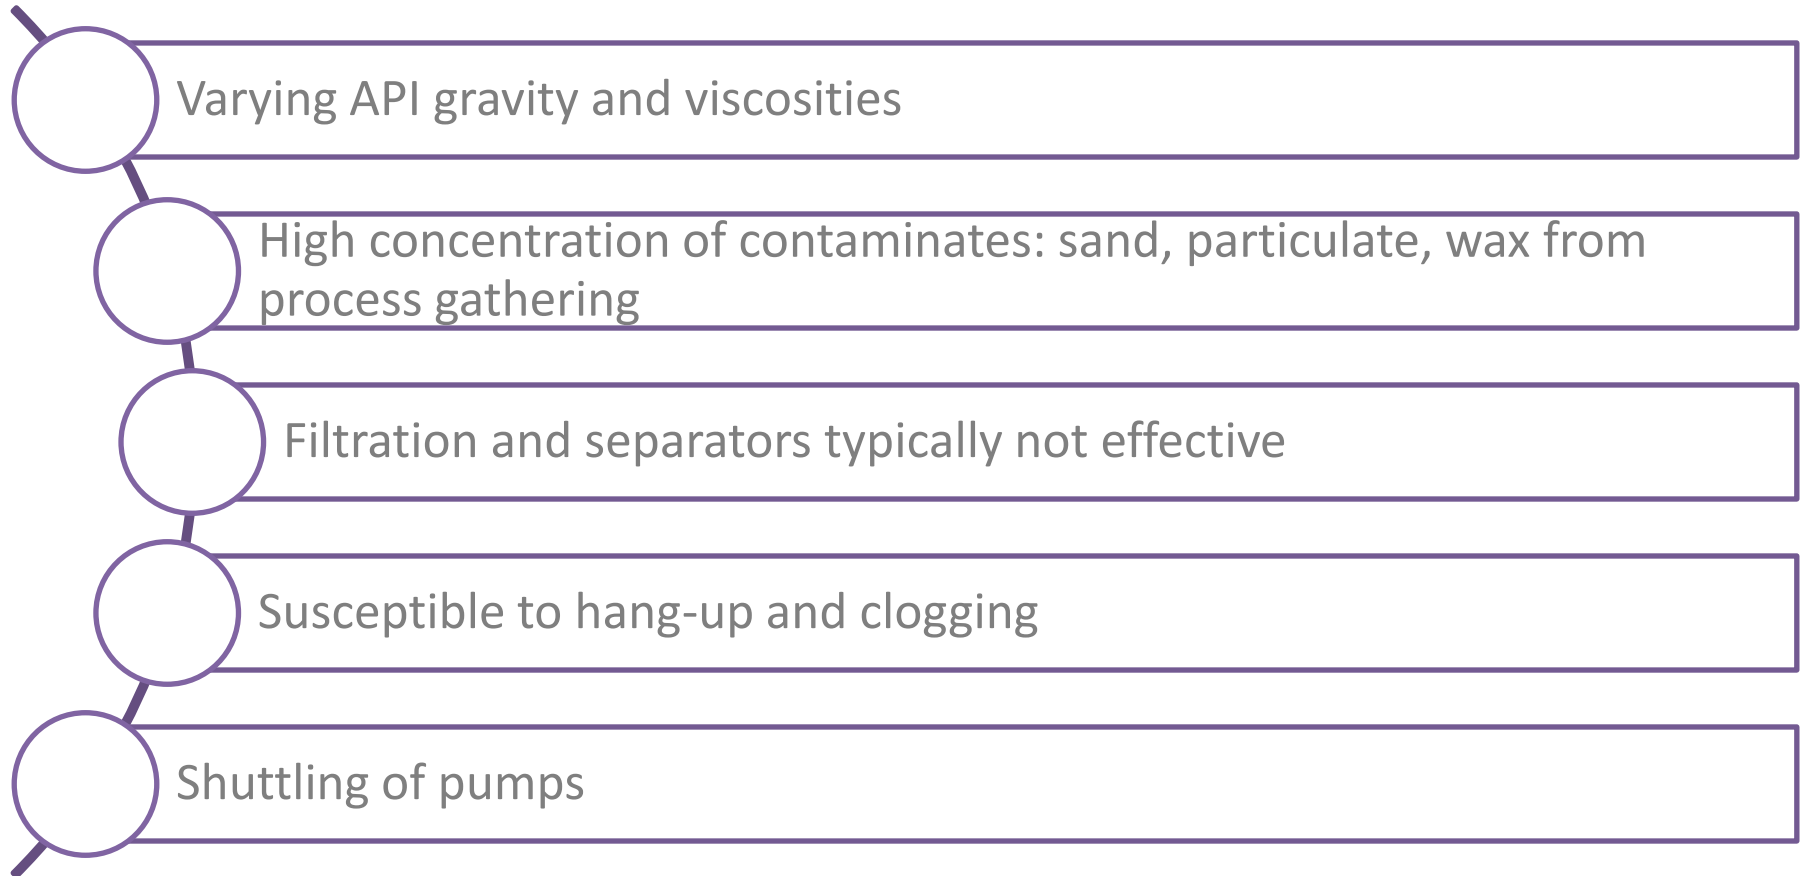 Varying API gravity and viscosities
High concentration of contaminates: sand, particulate, wax from
process gathering
Filtration and separators typically not effective
Susceptible to hang-up and clogging
Shuttling of pumps